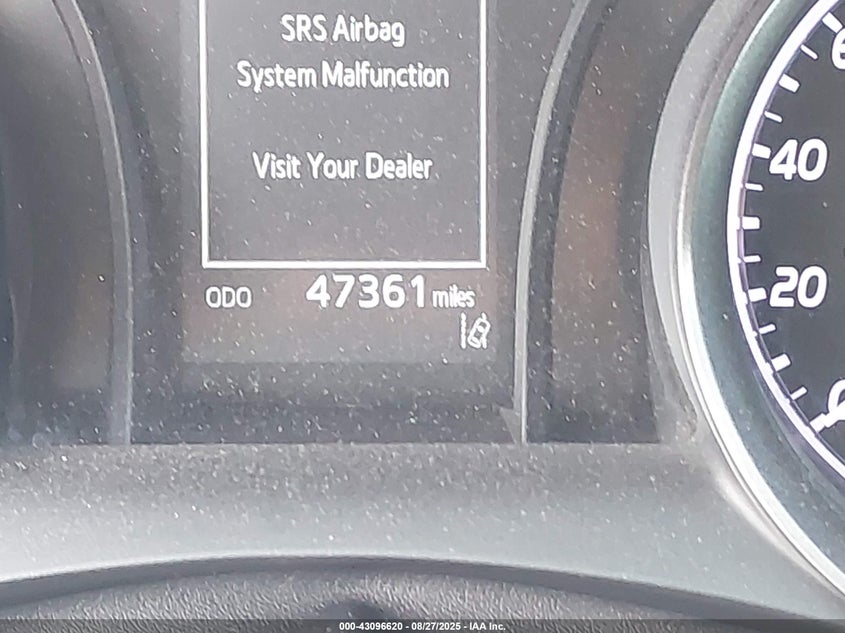 SRS Airbag
System Malfunction
Visit Your Dealer
ODO 47361 miles
40
20
000-43096620 - 08/27/2025 - IAA Inc.